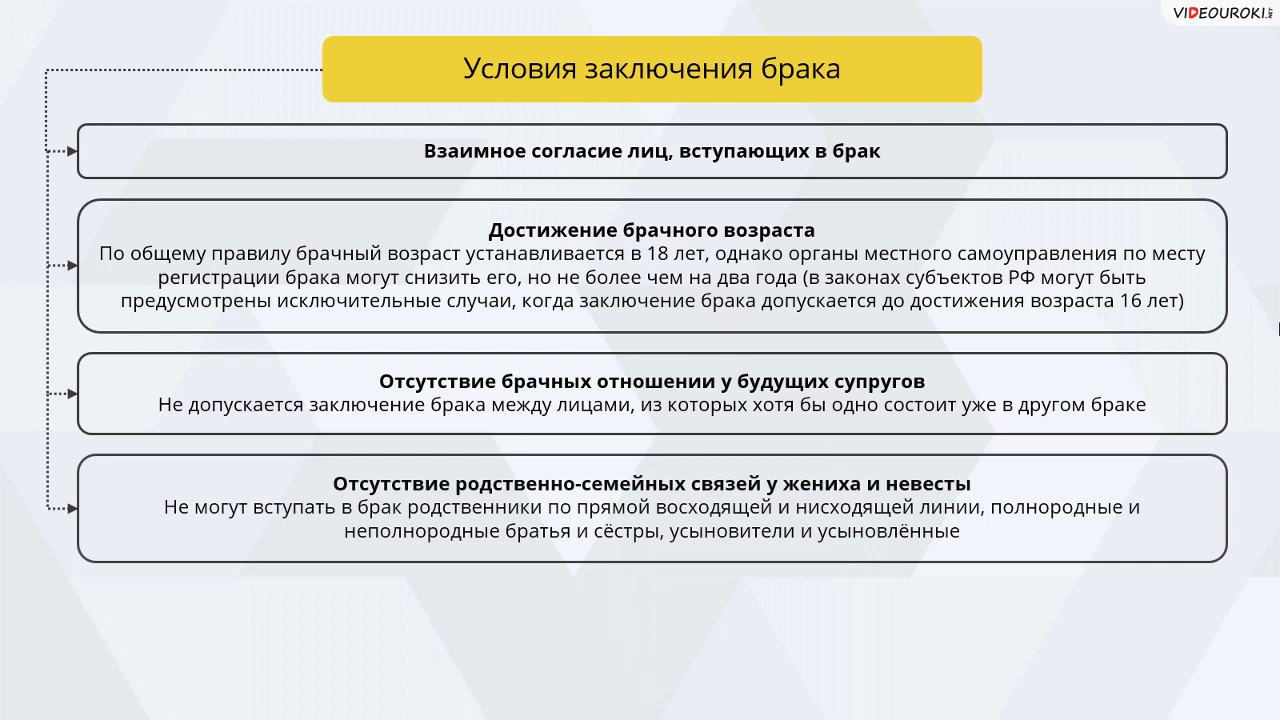 VIDEOUROKI.NET
Условия заключения брака
Взаимное согласие лиц, вступающих в брак
Достижение брачного возраста
По общему правилу брачный возраст устанавливается в 18 лет, однако органы местного самоуправления по месту
регистрации брака могут снизить его, но не более чем на два года (в законах субъектов РФ могут быть
предусмотрены исключительные случаи, когда заключение брака допускается до достижения возраста 16 лет)
Отсутствие брачных отношении у будущих супругов
Не допускается заключение брака между лицами, из которых хотя бы одно состоит уже в другом браке
Отсутствие родственно-семейных связей у жениха и невесты
Не могут вступать в брак родственники по прямой восходящей и нисходящей линии, полнородные и
неполнородные братья и сёстры, усыновители и усыновлённые